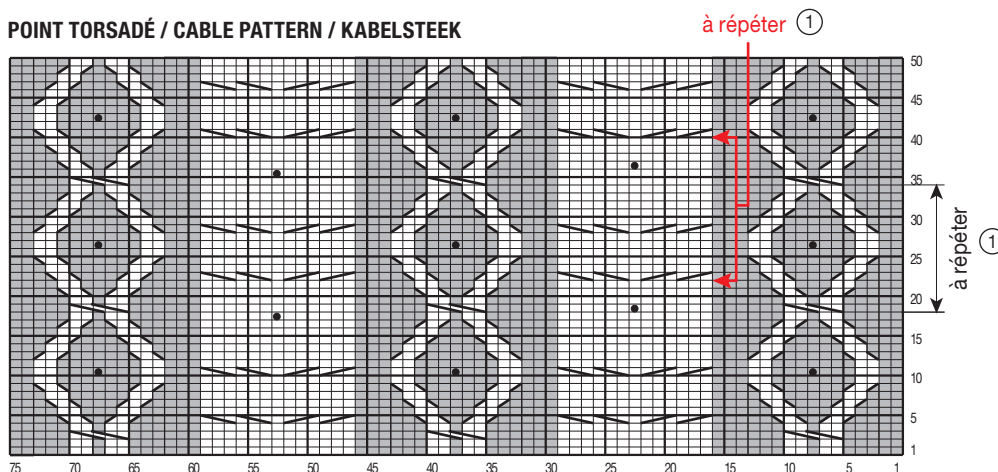 POINT TORSADÉ / CABLE PATTERN / KABELSTEEK
à répéter 1
50
45
40
35
30
25
20
15
10
5
1
à répéter 1
75 70 65 60 55 50 45 40 35 30 25 20 15 10 5 1